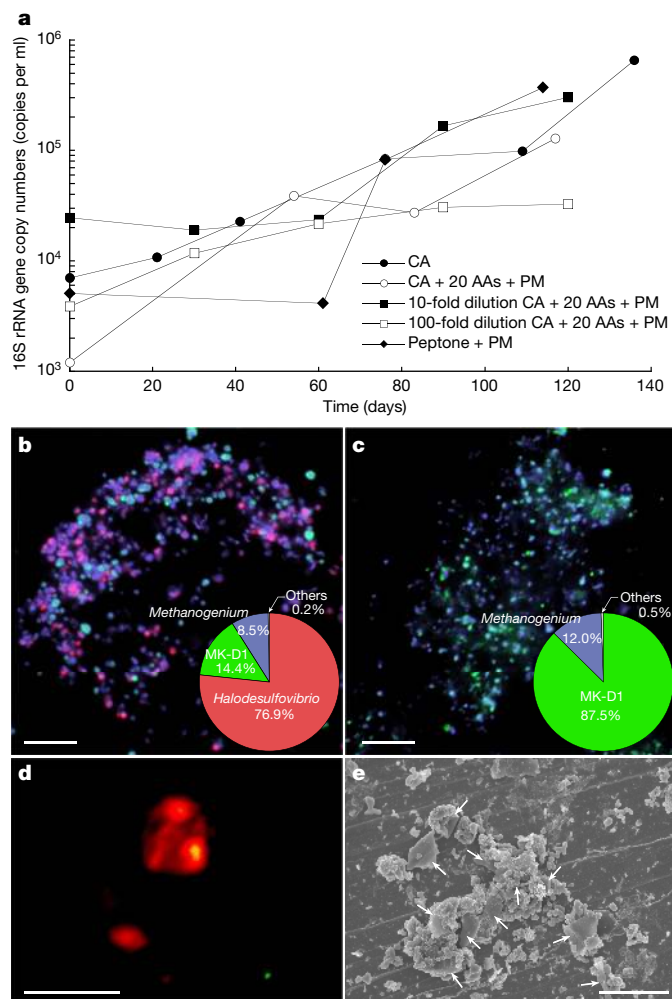 a
16S rRNA gene copy numbers (copies per ml)
10⁶
10⁵
10⁴
10³
0
20
40
60
80
100
120
140
Time (days)
CA
CA + 20 AAs + PM
10-fold dilution CA + 20 AAs + PM
100-fold dilution CA + 20 AAs + PM
Peptone + PM
b
Others
0.2%
Methanogenium
8.5%
MK-D1
14.4%
Halodesulfovibrio
76.9%
c
Others
0.5%
Methanogenium
12.0%
MK-D1
87.5%
d
e